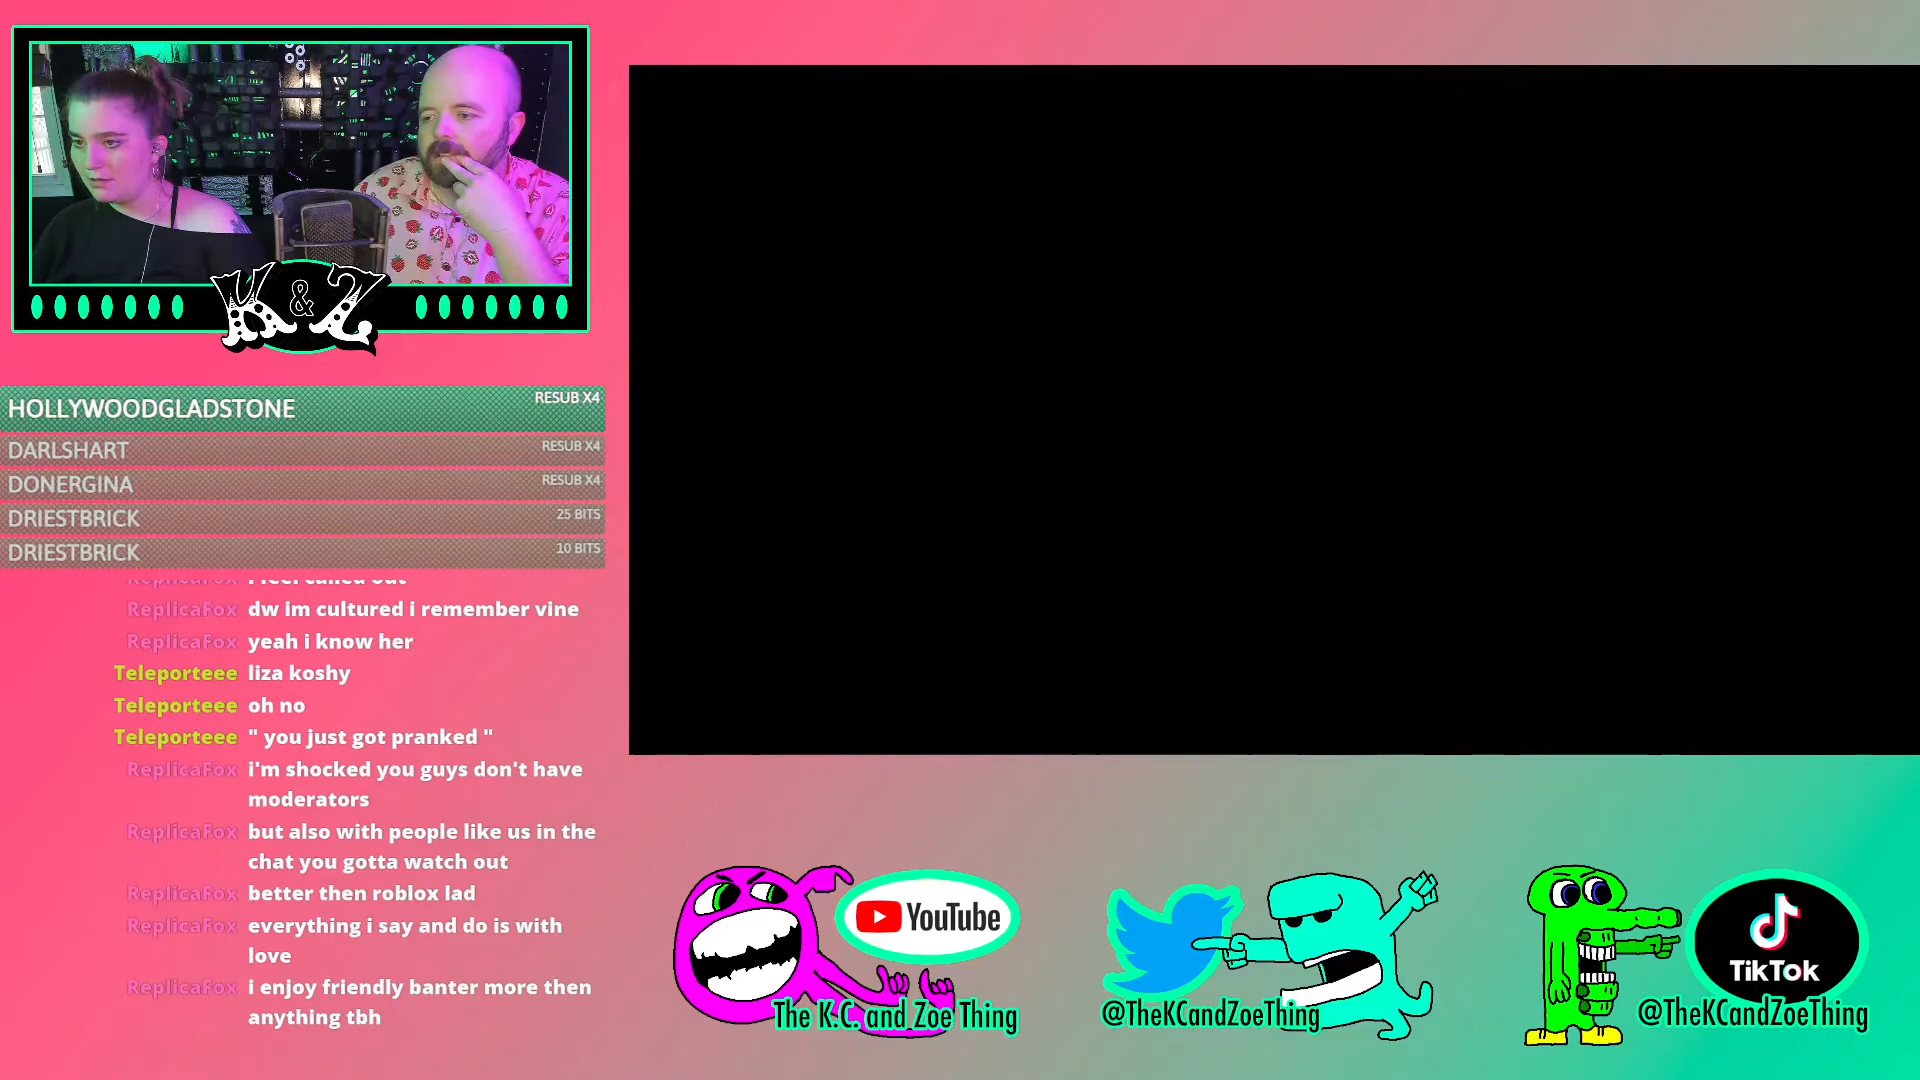 K & Z
HOLLYWOODGLADSTONE RESUB X4
DARLSHART RESUB X4
DONERGINA RESUB X4
DRIESTBRICK 25 BITS
DRIESTBRICK 10 BITS
ReplicaFox i feel called out
ReplicaFox dw im cultured i remember vine
ReplicaFox yeah i know her
Teleporteee liza koshy
Teleporteee oh no
Teleporteee " you just got pranked "
ReplicaFox i'm shocked you guys don't have
moderators
ReplicaFox but also with people like us in the
chat you gotta watch out
ReplicaFox better then roblox lad
ReplicaFox everything i say and do is with
love
ReplicaFox i enjoy friendly banter more then
anything tbh
YouTube
The K.C. and Zoe Thing
@TheKCandZoeThing
TikTok
@TheKCandZoeThing